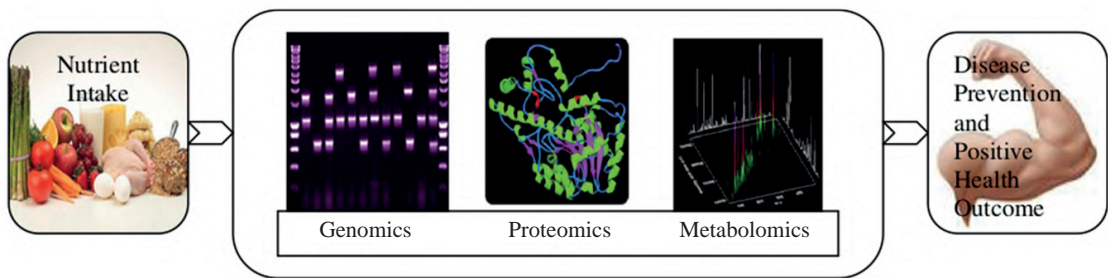 Nutrient
Intake
Genomics Proteomics Metabolomics
Disease
Prevention
and
Positive
Health
Outcome